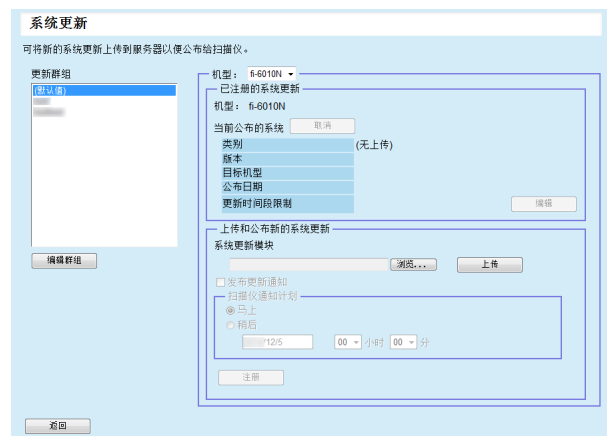 系统更新
可将新的系统更新上传到服务器以便公布给扫描仪。
更新群组
(默认值)
编辑群组
机型： fi-6010N
已注册的系统更新
机型： fi-6010N
当前公布的系统 取消
类别 (无上传)
版本
目标机型
公布日期
更新时间段限制 编辑
上传和公布新的系统更新
系统更新模块
浏览... 上传
发布更新通知
扫描仪通知计划
马上
稍后
/12/5 00 小时 00 分
注册
返回